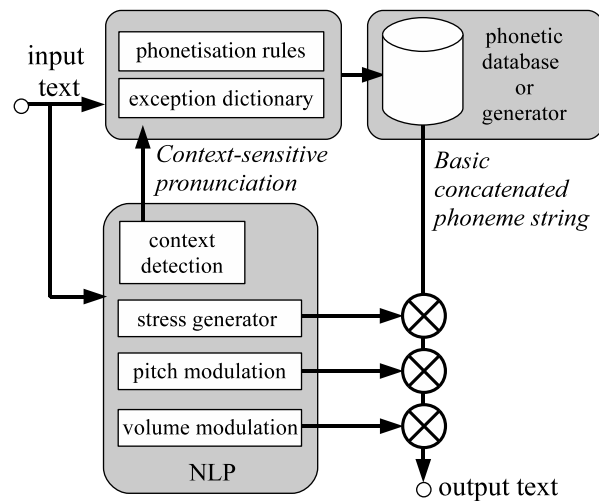 input
text
phonetisation rules
exception dictionary
phonetic
database
or
generator
Context-sensitive
pronunciation
Basic
concatenated
phoneme string
context
detection
stress generator
pitch modulation
volume modulation
NLP
output text